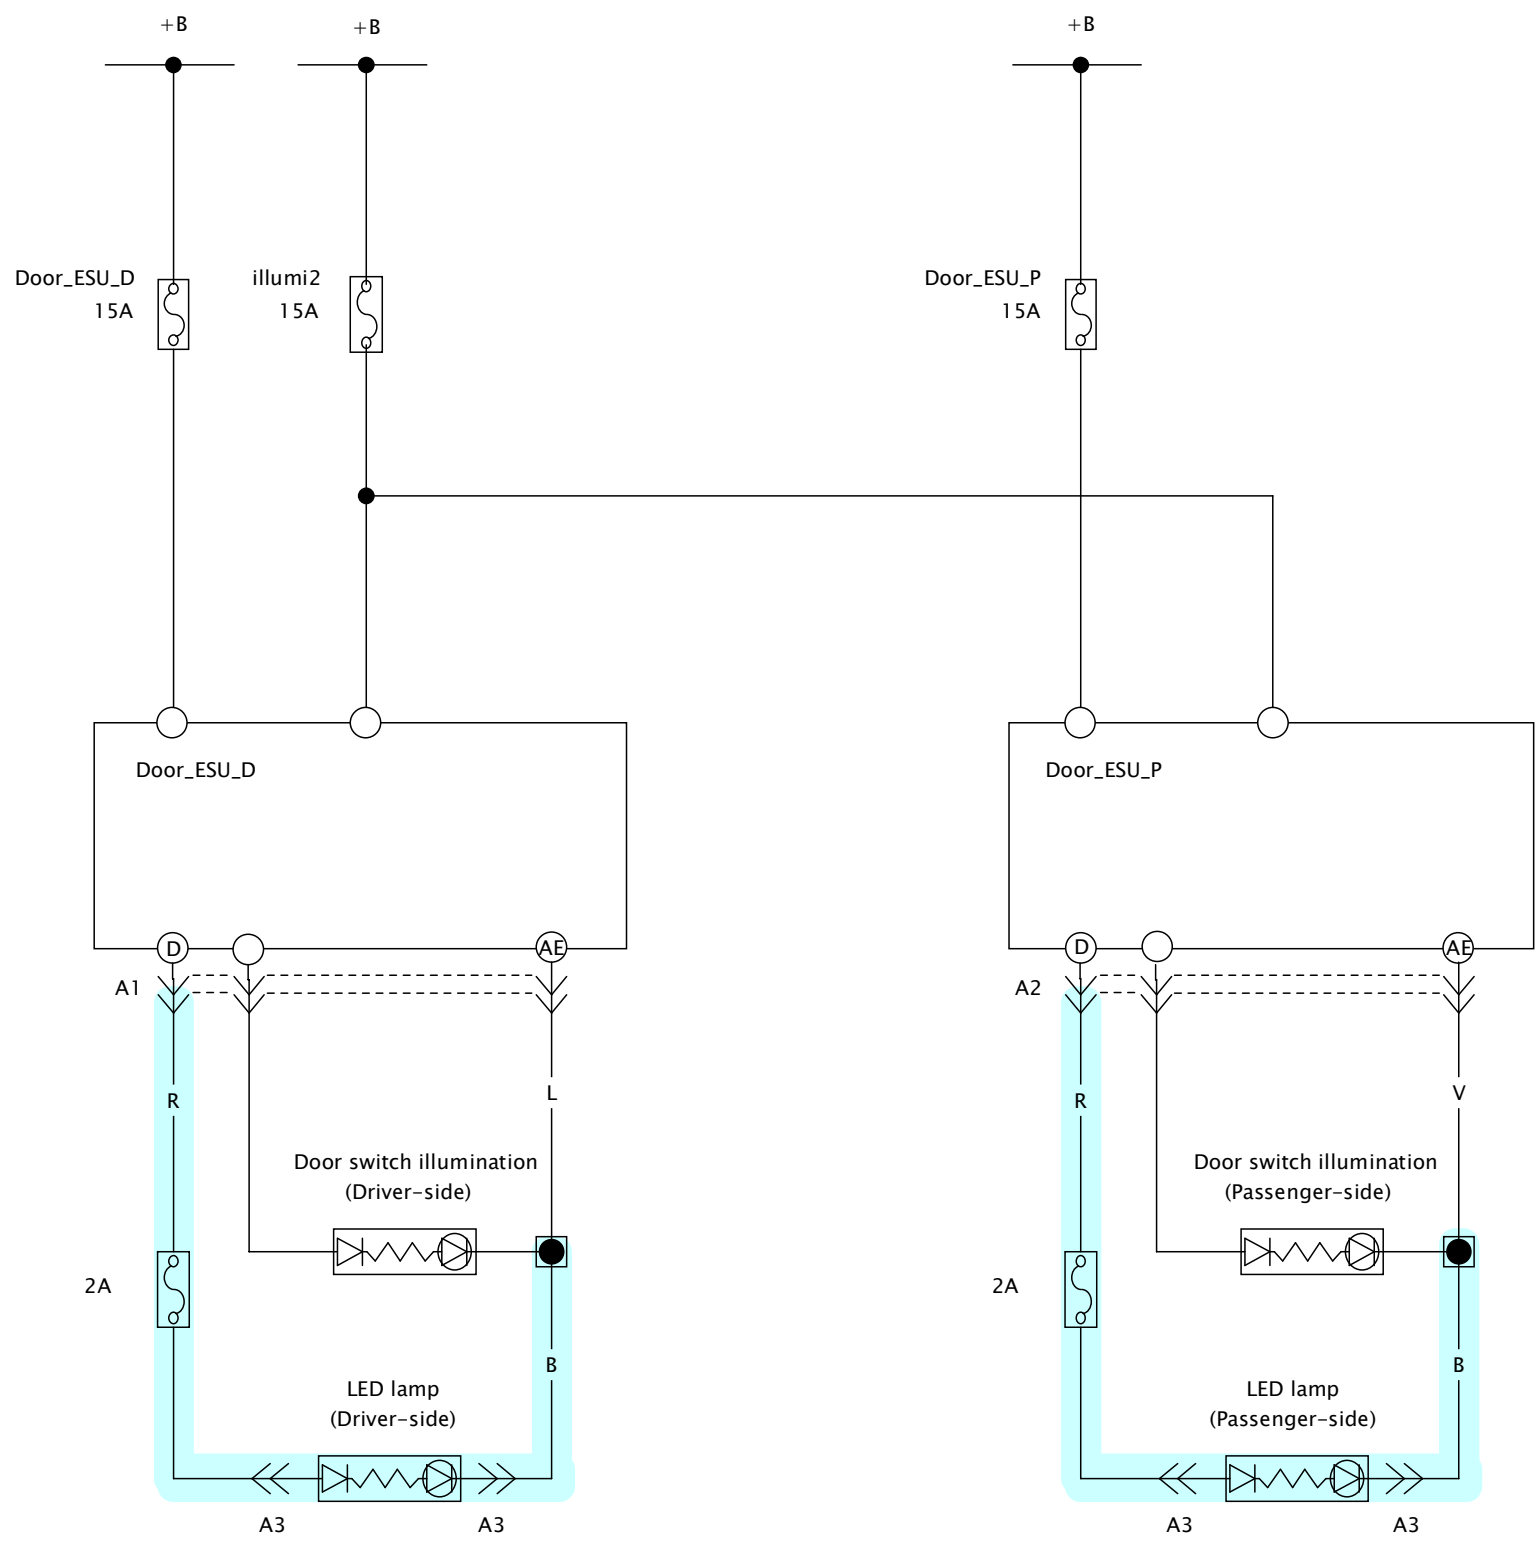 +B
+B
+B
Door_ESU_D
15A
illumi2
15A
Door_ESU_P
15A
Door_ESU_D
Door_ESU_P
D
AE
D
AE
A1
A2
R
L
R
V
Door switch illumination
(Driver-side)
Door switch illumination
(Passenger-side)
2A
2A
B
B
LED lamp
(Driver-side)
LED lamp
(Passenger-side)
A3
A3
A3
A3